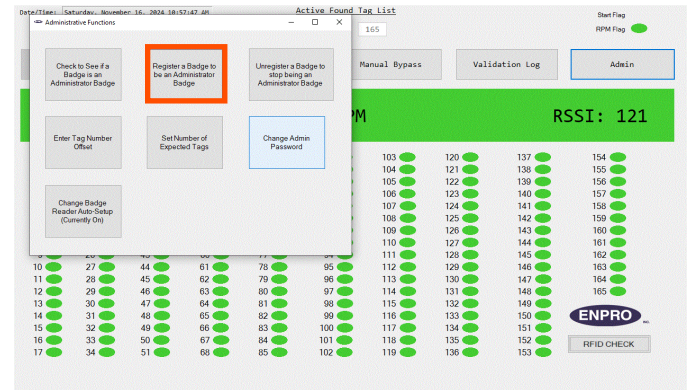 Date/Time: Saturday, November 16, 2024 10:57:47 AM
Active Found Tag List
Start Flag
RPM Flag
165
Administrative Functions
Check to See if a
Badge is an
Administrator Badge
Register a Badge to
be an Administrator
Badge
Unregister a Badge to
stop being an
Administrator Badge
Enter Tag Number
Offset
Set Number of
Expected Tags
Change Admin
Password
Change Badge
Reader Auto-Setup
(Currently On)
Manual Bypass
Validation Log
Admin
PM
RSSI: 121
103 120 137 154
104 121 138 155
105 122 139 156
106 123 140 157
107 124 141 158
108 125 142 159
109 126 143 160
110 127 144 161
111 128 145 162
10 27 44 61 78 95 112 129 146 163
11 28 45 62 79 96 113 130 147 164
12 29 46 63 80 97 114 131 148 165
13 30 47 64 81 98 115 132 149
14 31 48 65 82 99 116 133 150
15 32 49 66 83 100 117 134 151
16 33 50 67 84 101 118 135 152
17 34 51 68 85 102 119 136 153
ENPRO INC.
RFID CHECK